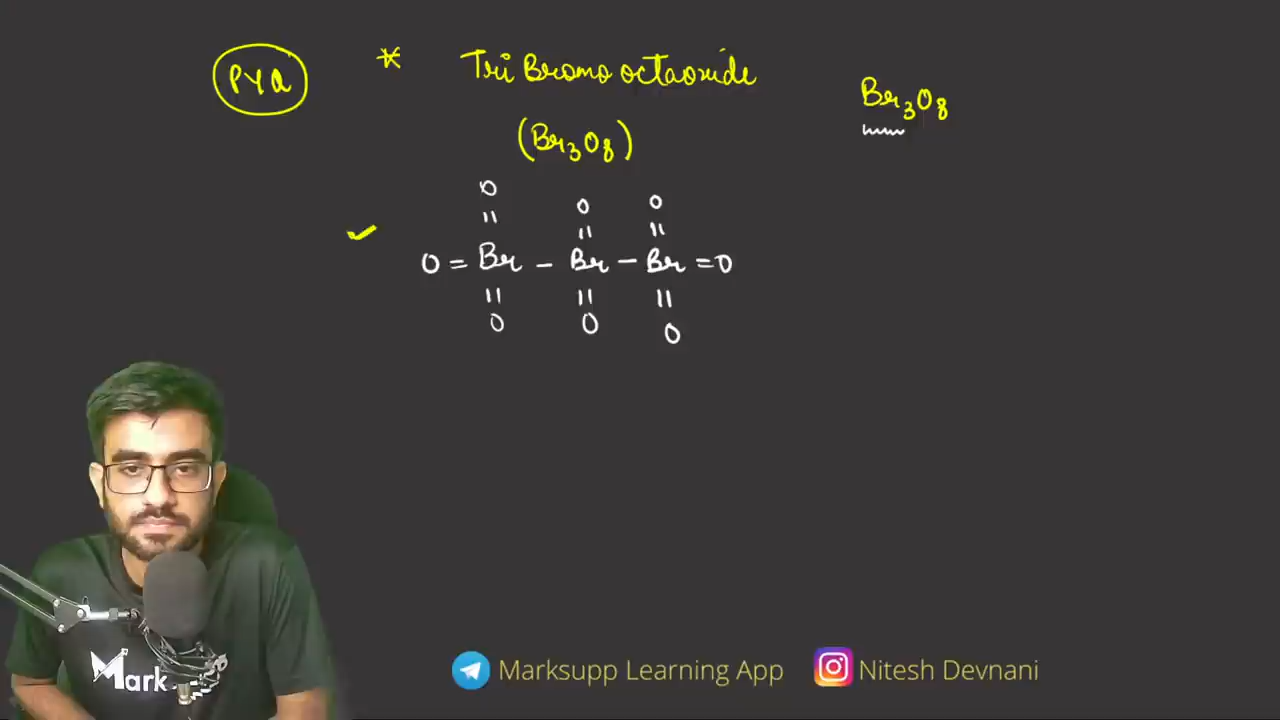 PYQ * Tri Bromo octaoxide Br₃O₈
(Br₃O₈)
O O O
|| || ||
O = Br - Br - Br = O
|| || ||
O O O
Mark
Marksupp Learning App Nitesh Devnani